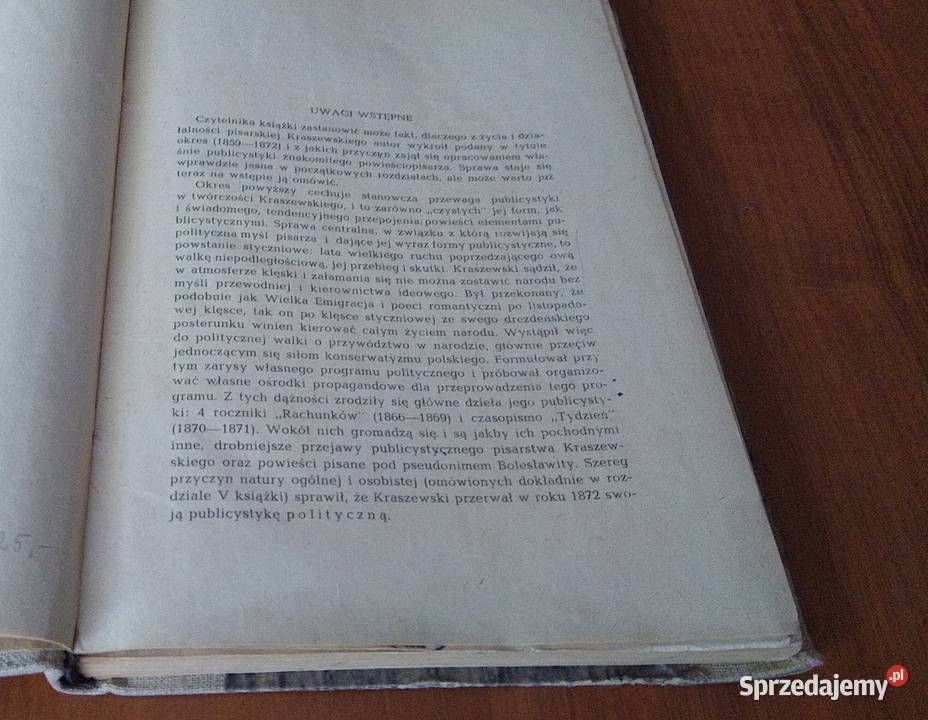 UWAGI WSTĘPNE
Czytelnika książki zastanowić może fakt, dlaczego z życia i dzia-
łalności pisarskiej Kraszewskiego autor wykroił podany w tytule
okres (1859—1872) i z jakich przyczyn zajął się opracowaniem wła-
śnie publicystyki znakomitego powieściopisarza. Sprawa staje się
wprawdzie jasna w początkowych rozdziałach, ale może warto już
teraz na wstępie ją omówić.
Okres powyższy cechuje stanowcza przewaga publicystyki
w twórczości Kraszewskiego, i to zarówno „czystych" jej form, jak
i świadomego, tendencyjnego przepojenia powieści elementami pu-
blicystycznymi. Sprawa centralna, w związku z którą rozwijają się
polityczna myśl pisarza i dające jej wyraz formy publicystyczne, to
powstanie styczniowe: lata wielkiego ruchu poprzedzającego ową
walkę niepodległościową, jej przebieg i skutki. Kraszewski sądził, że
w atmosferze klęski i załamania się nie można zostawić narodu bez
myśli przewodniej i kierownictwa ideowego. Był przekonany, że
podobnie jak Wielka Emigracja i poeci romantyczni po listopado-
wej klęsce, tak on po klęsce styczniowej ze swego drezdeńskiego
posterunku winien kierować całym życiem narodu. Wystąpił więc
do politycznej walki o przywództwo w narodzie, głównie przeciw
jednoczącym się siłom konserwatyzmu polskiego. Formułował przy
tym zarysy własnego programu politycznego i próbował organizo-
wać własne ośrodki propagandowe dla przeprowadzenia tego pro-
gramu. Z tych dążności zrodziły się główne dzieła jego publicysty-
ki: 4 roczniki „Rachunków" (1866—1869) i czasopismo „Tydzień"
(1870—1871). Wokół nich gromadzą się i są jakby ich pochodnymi
inne, drobniejsze przejawy publicystycznego pisarstwa Kraszew-
skiego oraz powieści pisane pod pseudonimem Bolesławity. Szereg
przyczyn natury ogólnej i osobistej (omówionych dokładnie w roz-
dziale V książki) sprawił, że Kraszewski przerwał w roku 1872 swo-
ją publicystykę polityczną.
25,-
Sprzedajemy.pl